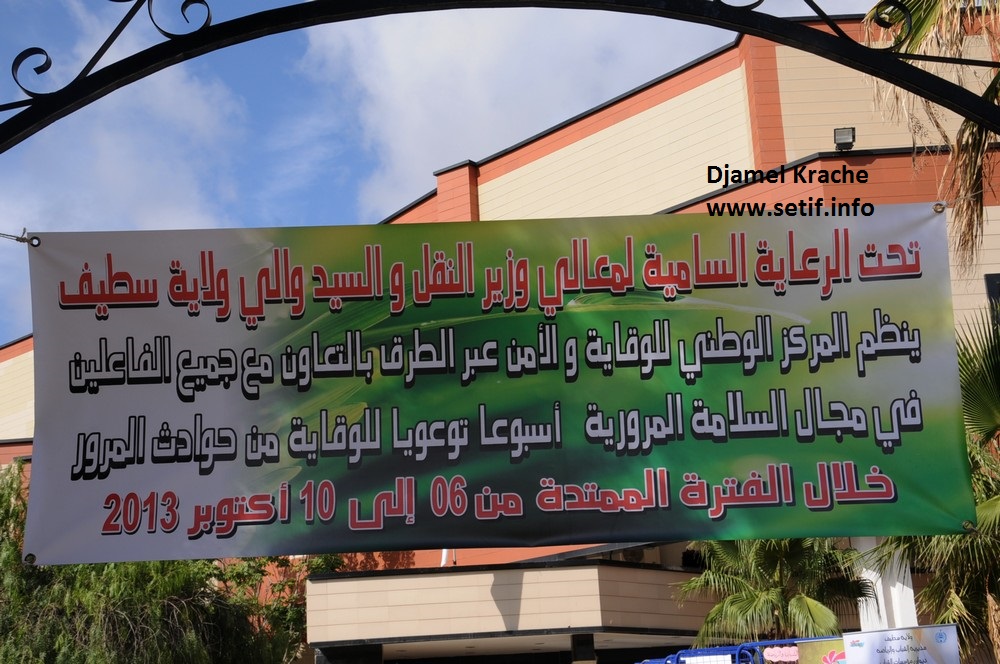 Djamel Krache
www.setif.info
تحت الرعاية السامية لمعالي وزير النقل و السيد والي ولاية سطيف
ينظم المركز الوطني للوقاية و الأمن عبر الطرق بالتعاون مع جميع الفاعلين
في مجال السلامة المرورية أسبوعا توعويا للوقاية من حوادث المرور
خلال الفترة الممتدة من 06 إلى 10 أكتوبر 2013
ولاية سطيف